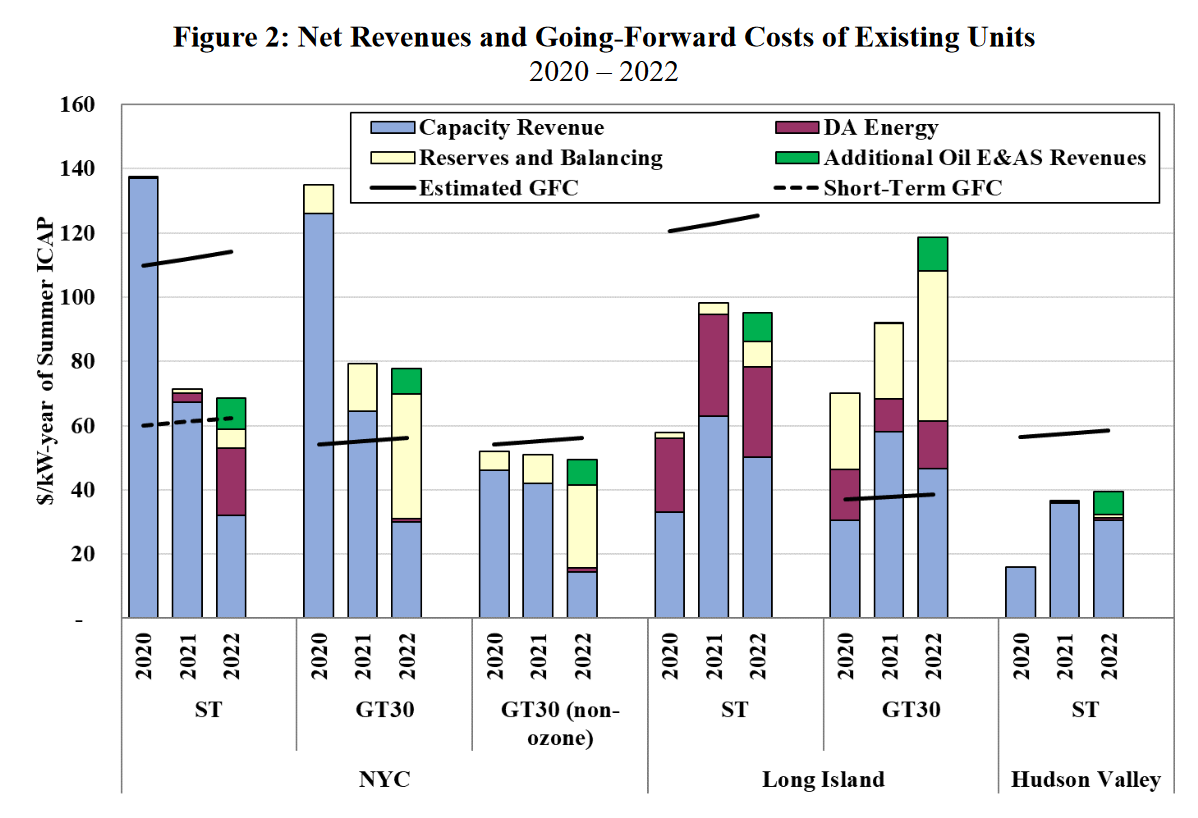 Figure 2: Net Revenues and Going-Forward Costs of Existing Units
2020 – 2022
$/kW-year of Summer ICAP
160
140
120
100
80
60
40
20
-
Capacity Revenue
DA Energy
Reserves and Balancing
Additional Oil E&AS Revenues
Estimated GFC
Short-Term GFC
2020 2021 2022 2020 2021 2022 2020 2021 2022 2020 2021 2022 2020 2021 2022 2020 2021 2022
ST GT30 GT30 (non- ST GT30 ST
ozone)
NYC Long Island Hudson Valley